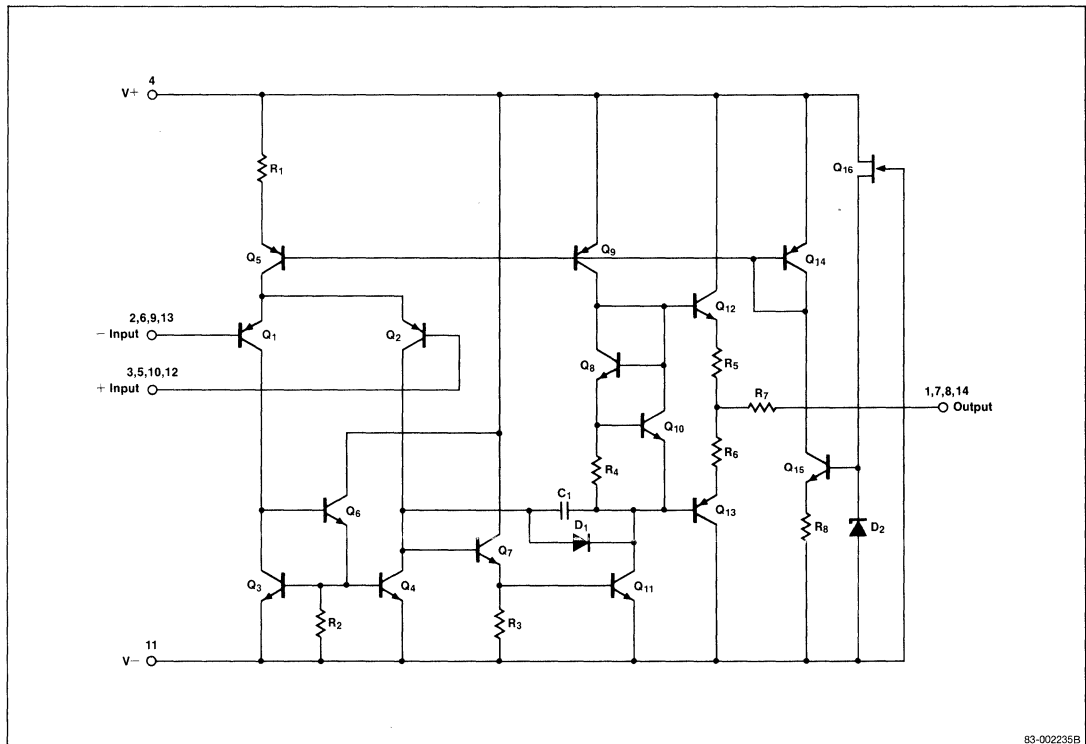 4
V+
R1
Q16
Q5
Q9
Q14
2,6,9,13
– Input
Q1
Q2
Q12
3,5,10,12
+ Input
Q8
R5
1,7,8,14
R7
Output
Q10
R6
Q15
R4
Q6
C1
Q13
D1
R8
D2
Q7
Q3
Q4
Q11
R2
R3
11
V–
83-002235B